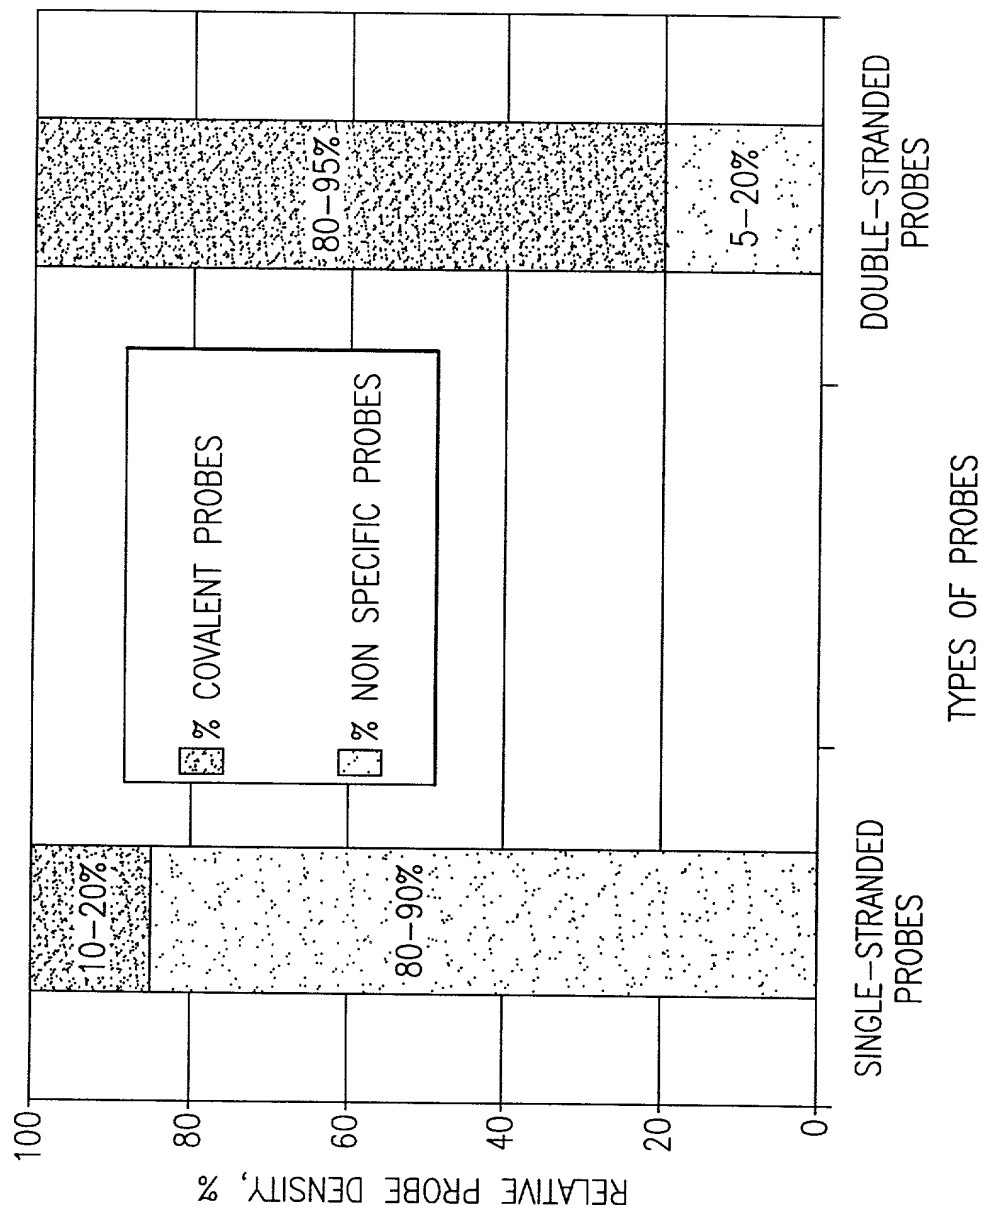 RELATIVE PROBE DENSITY, %
100
80
60
40
20
0
10-20%
80-90%
% COVALENT PROBES
% NON SPECIFIC PROBES
80-95%
5-20%
SINGLE-STRANDED
PROBES
DOUBLE-STRANDED
PROBES
TYPES OF PROBES